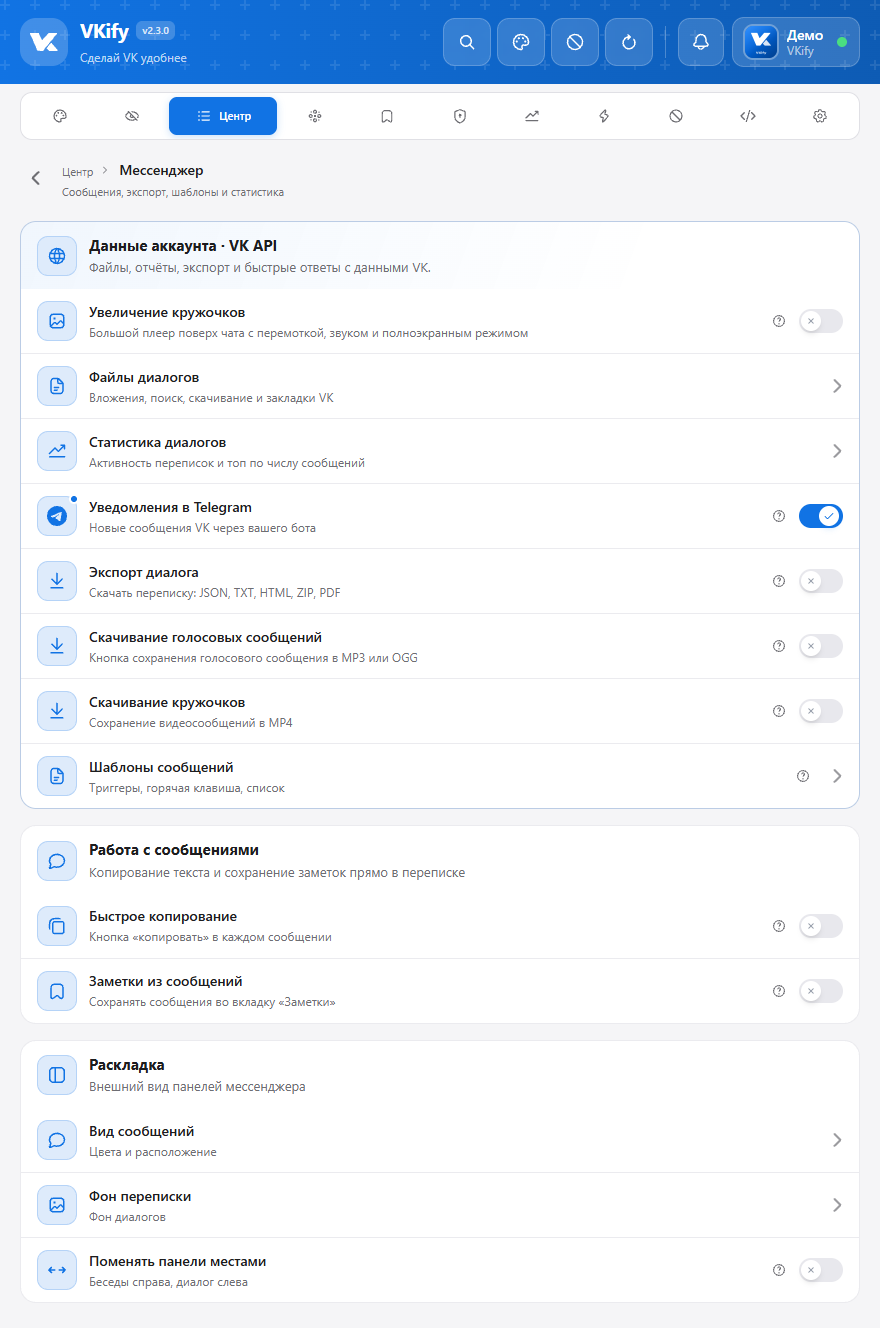 VKify v2.3.0
Сделай VK удобнее
Демо
VKify
Центр
Центр > Мессенджер
Сообщения, экспорт, шаблоны и статистика
Данные аккаунта · VK API
Файлы, отчёты, экспорт и быстрые ответы с данными VK.
Увеличение кружочков
Большой плеер поверх чата с перемоткой, звуком и полноэкранным режимом
Файлы диалогов
Вложения, поиск, скачивание и закладки VK
Статистика диалогов
Активность переписок и топ по числу сообщений
Уведомления в Telegram
Новые сообщения VK через вашего бота
Экспорт диалога
Скачать переписку: JSON, TXT, HTML, ZIP, PDF
Скачивание голосовых сообщений
Кнопка сохранения голосового сообщения в MP3 или OGG
Скачивание кружочков
Сохранение видеосообщений в MP4
Шаблоны сообщений
Триггеры, горячая клавиша, список
Работа с сообщениями
Копирование текста и сохранение заметок прямо в переписке
Быстрое копирование
Кнопка «копировать» в каждом сообщении
Заметки из сообщений
Сохранять сообщения во вкладку «Заметки»
Раскладка
Внешний вид панелей мессенджера
Вид сообщений
Цвета и расположение
Фон переписки
Фон диалогов
Поменять панели местами
Беседы справа, диалог слева